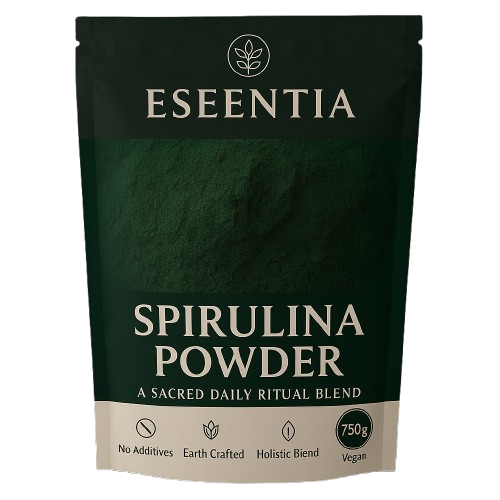 ESEENTIA
SPIRULINA
POWDER
A SACRED DAILY RITUAL BLEND
No Additives
Earth Crafted
Holistic Blend
750g
Vegan